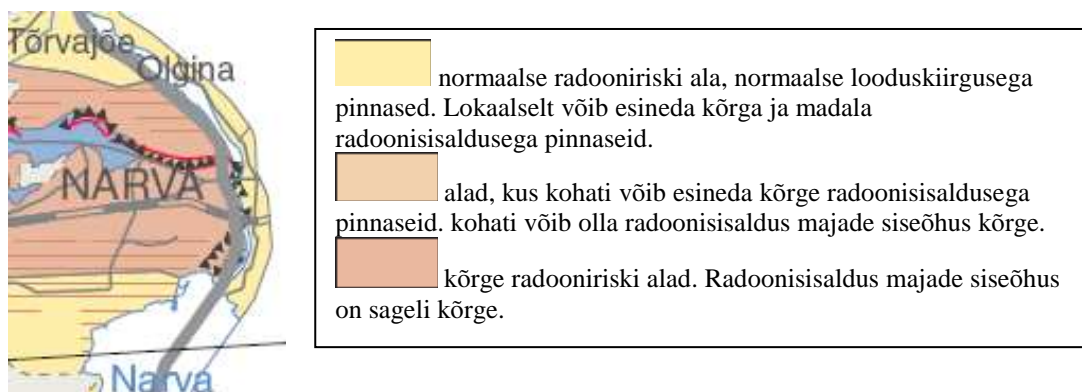 Tõrvajõe
Olgina
NARVA
Narva
normaalse radooniriski ala, normaalse looduskiirgusega
pinnased. Lokaalselt võib esineda kõrga ja madala
radoonisisaldusega pinnaseid.
alad, kus kohati võib esineda kõrge radoonisisaldusega
pinnaseid. kohati võib olla radoonisisaldus majade siseõhus kõrge.
kõrge radooniriski alad. Radoonisisaldus majade siseõhus
on sageli kõrge.